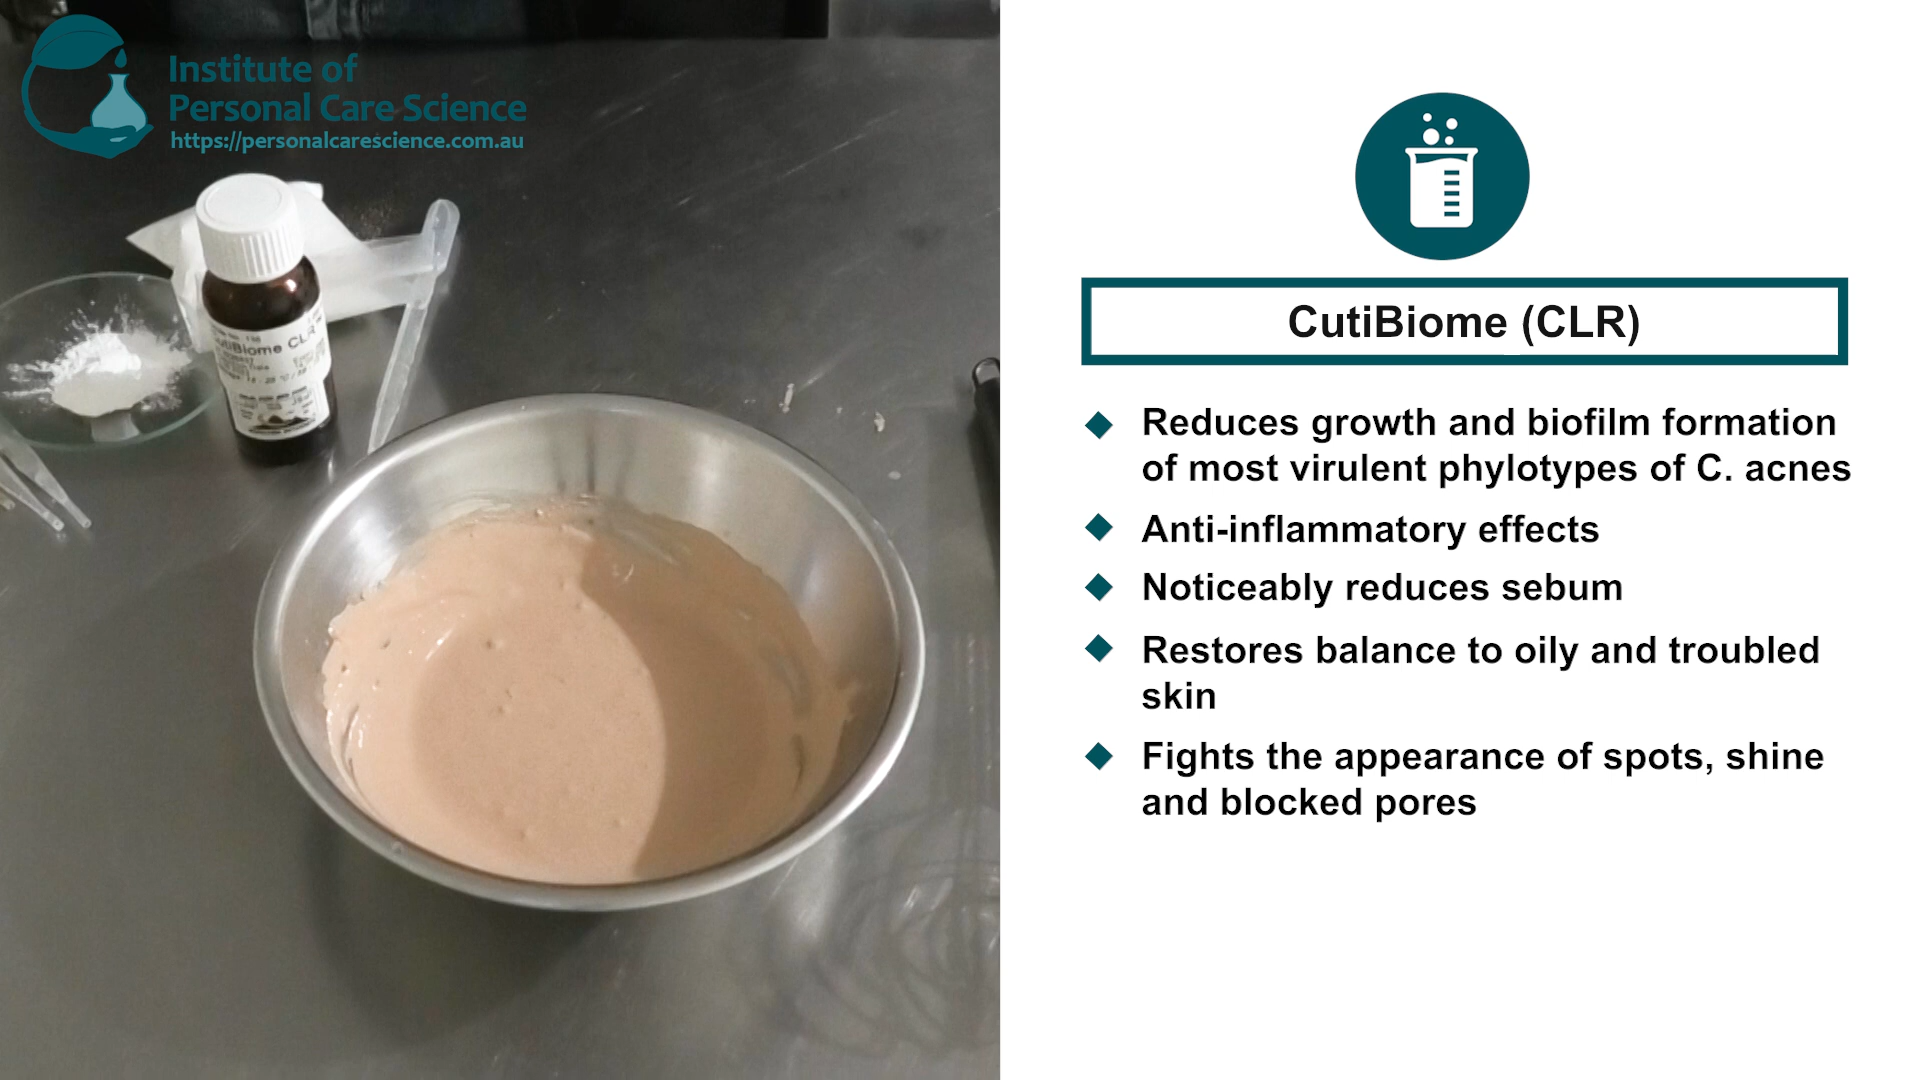 Institute of
Personal Care Science
https://personalcarescience.com.au
CutiBiome CLR
CutiBiome (CLR)
Reduces growth and biofilm formation
of most virulent phylotypes of C. acnes
Anti-inflammatory effects
Noticeably reduces sebum
Restores balance to oily and troubled
skin
Fights the appearance of spots, shine
and blocked pores